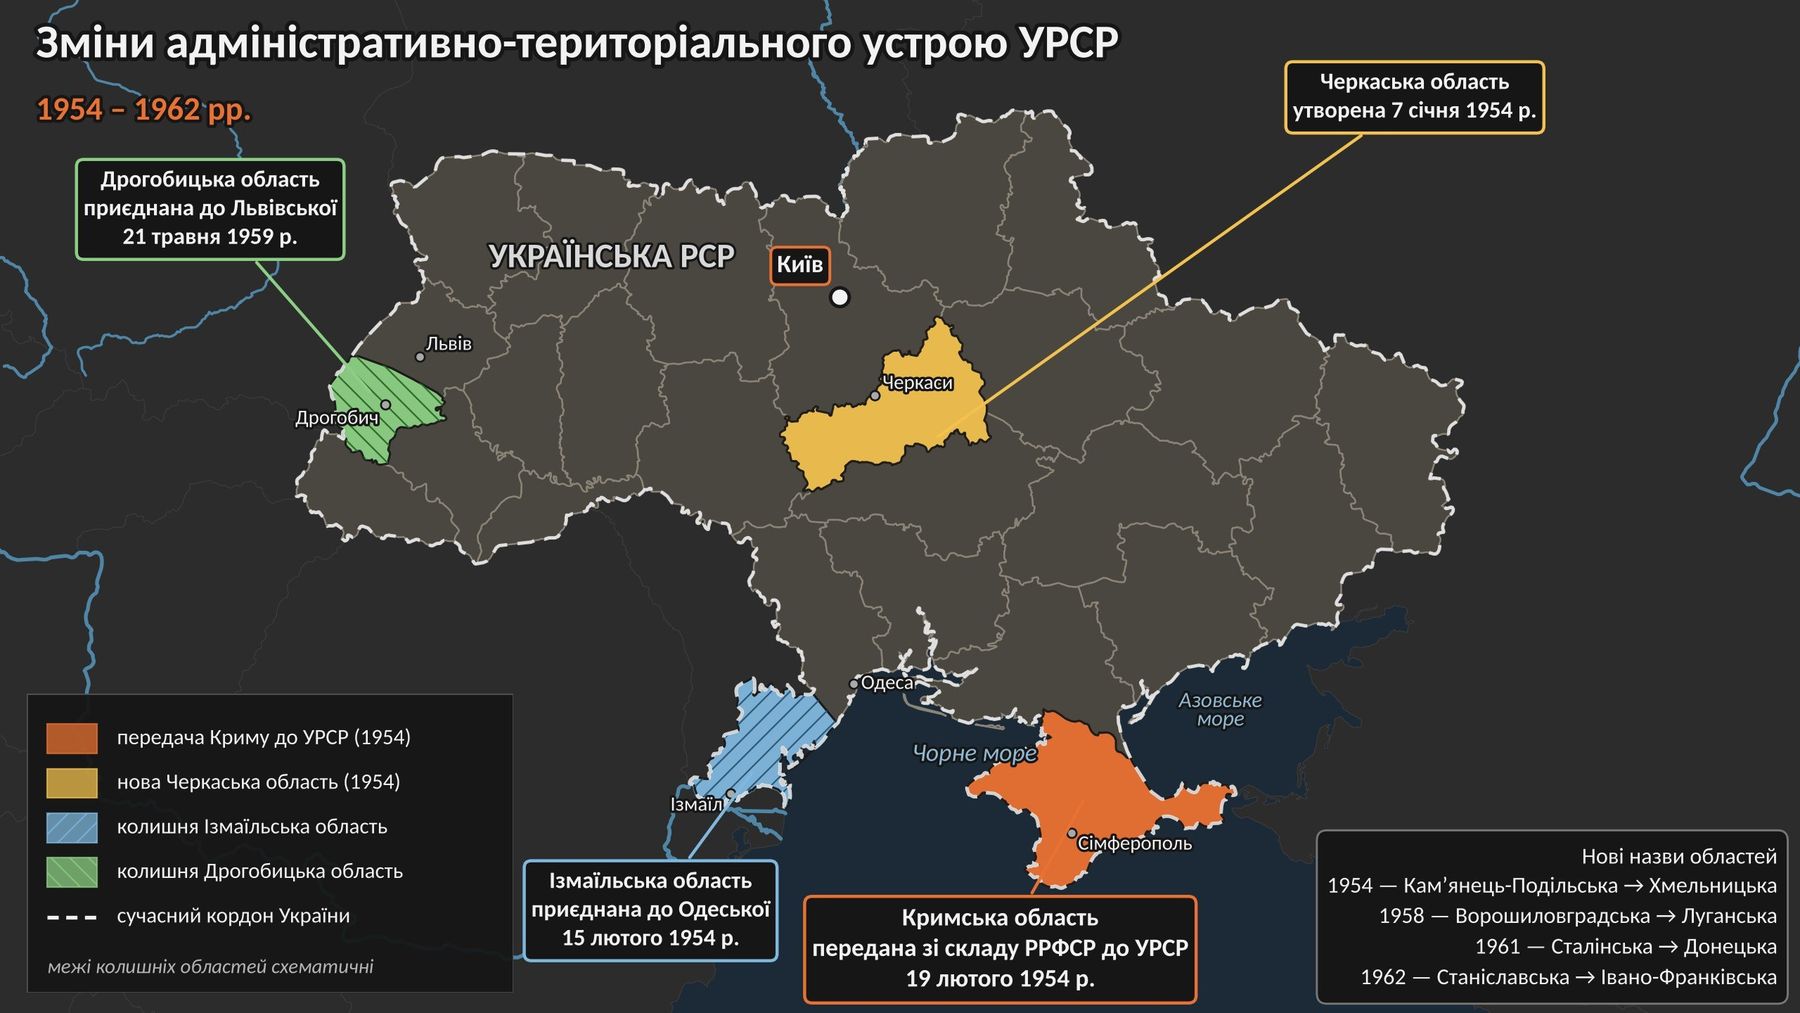 Зміни адміністративно-територіального устрою УРСР
1954 – 1962 рр.
Черкаська область
утворена 7 січня 1954 р.
Дрогобицька область
приєднана до Львівської
21 травня 1959 р.
УКРАЇНСЬКА РСР
Київ
Львів
Черкаси
Дрогобич
Одеса
Азовське
море
Чорне море
Ізмаїл
Сімферополь
передача Криму до УРСР (1954)
нова Черкаська область (1954)
колишня Ізмаїльська область
колишня Дрогобицька область
сучасний кордон України
межі колишніх областей схематичні
Ізмаїльська область
приєднана до Одеської
15 лютого 1954 р.
Кримська область
передана зі складу РРФСР до УРСР
19 лютого 1954 р.
Нові назви областей
1954 — Кам’янець-Подільська → Хмельницька
1958 — Ворошиловградська → Луганська
1961 — Сталінська → Донецька
1962 — Станіславська → Івано-Франківська